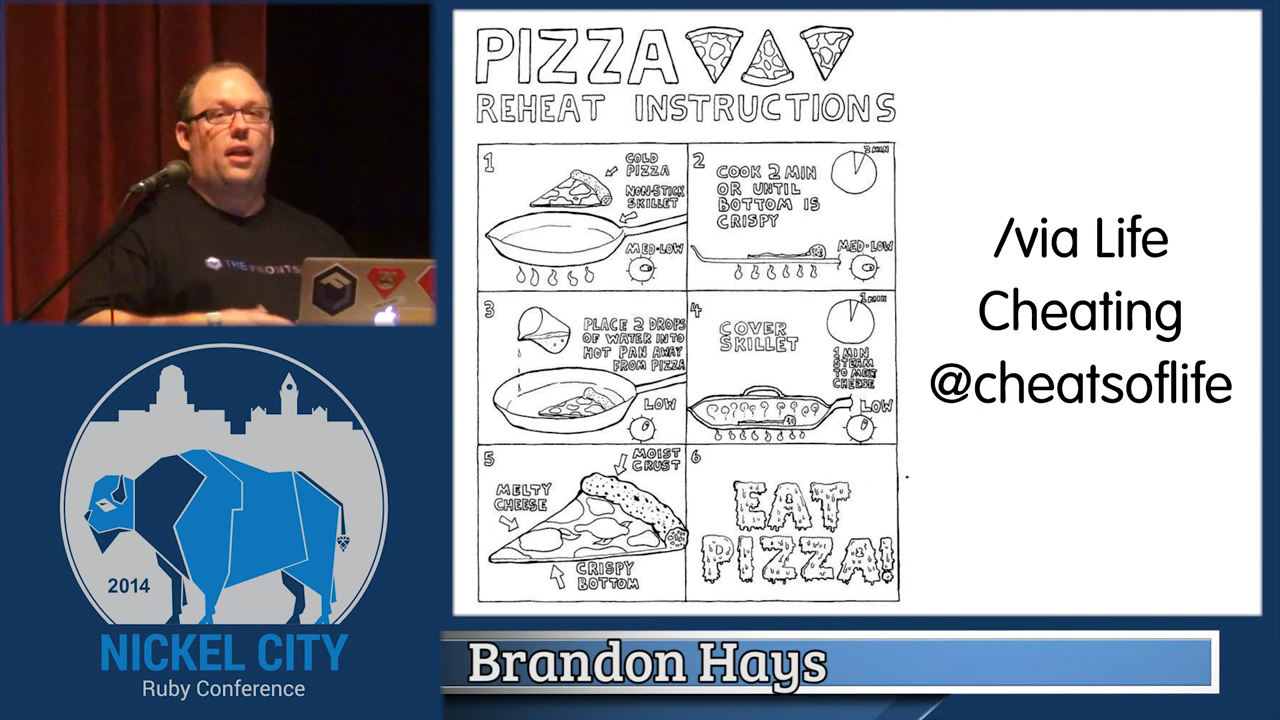 PIZZA
REHEAT INSTRUCTIONS
1
COLD
PIZZA
NON-STICK
SKILLET
MED-LOW
2
2 MIN
COOK 2 MIN
OR UNTIL
BOTTOM IS
CRISPY
MED-LOW
3
PLACE 2 DROPS
OF WATER INTO
HOT PAN AWAY
FROM PIZZA
LOW
4
1 MIN
COVER
SKILLET
1 MIN
STEAM
TO MELT
CHEESE
LOW
5
MOIST
CRUST
MELTY
CHEESE
CRISPY
BOTTOM
6
EAT
PIZZA!
/via Life
Cheating
@cheatsoflife
THE FRONTS
2014
NICKEL CITY
Ruby Conference
Brandon Hays